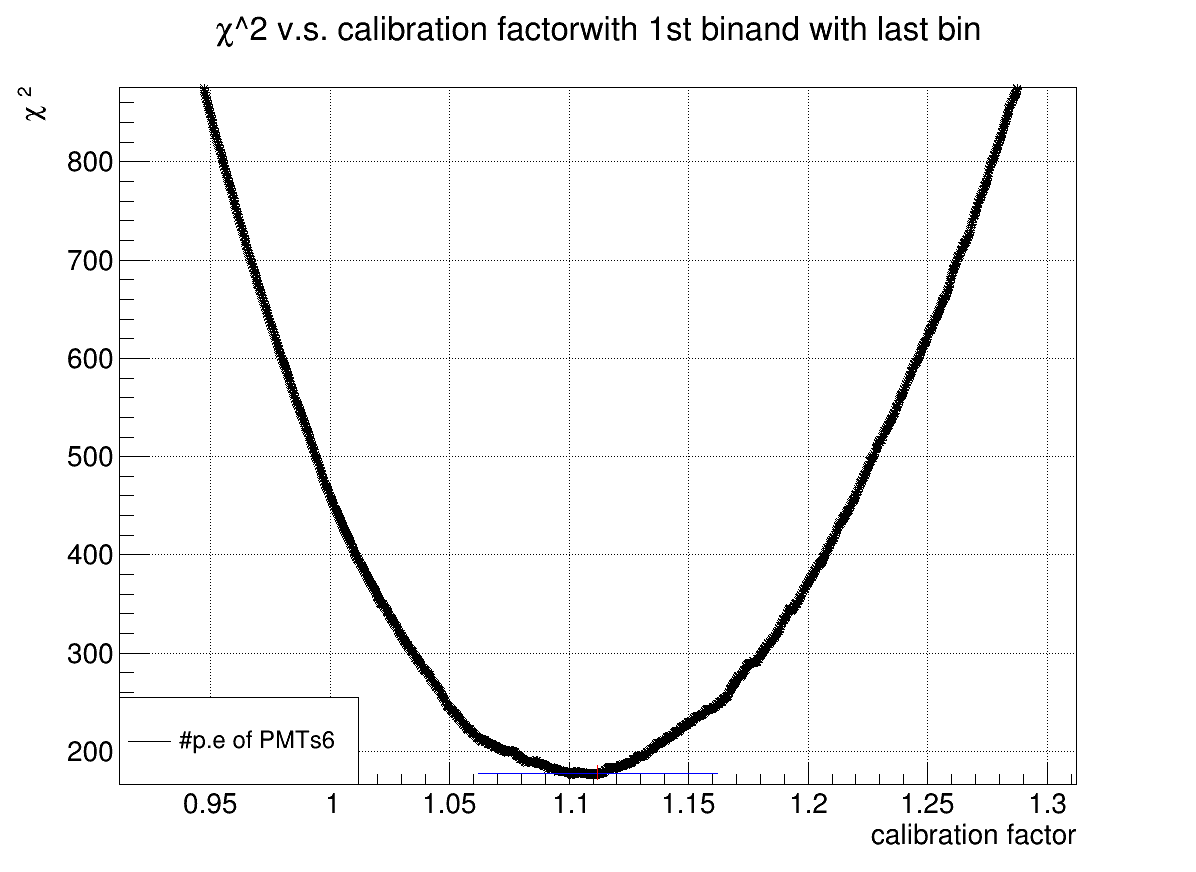 χ^2 v.s. calibration factorwith 1st binand with last bin
χ 2
800
700
600
500
400
300
200
#p.e of PMTs6
0.95 1 1.05 1.1 1.15 1.2 1.25 1.3
calibration factor